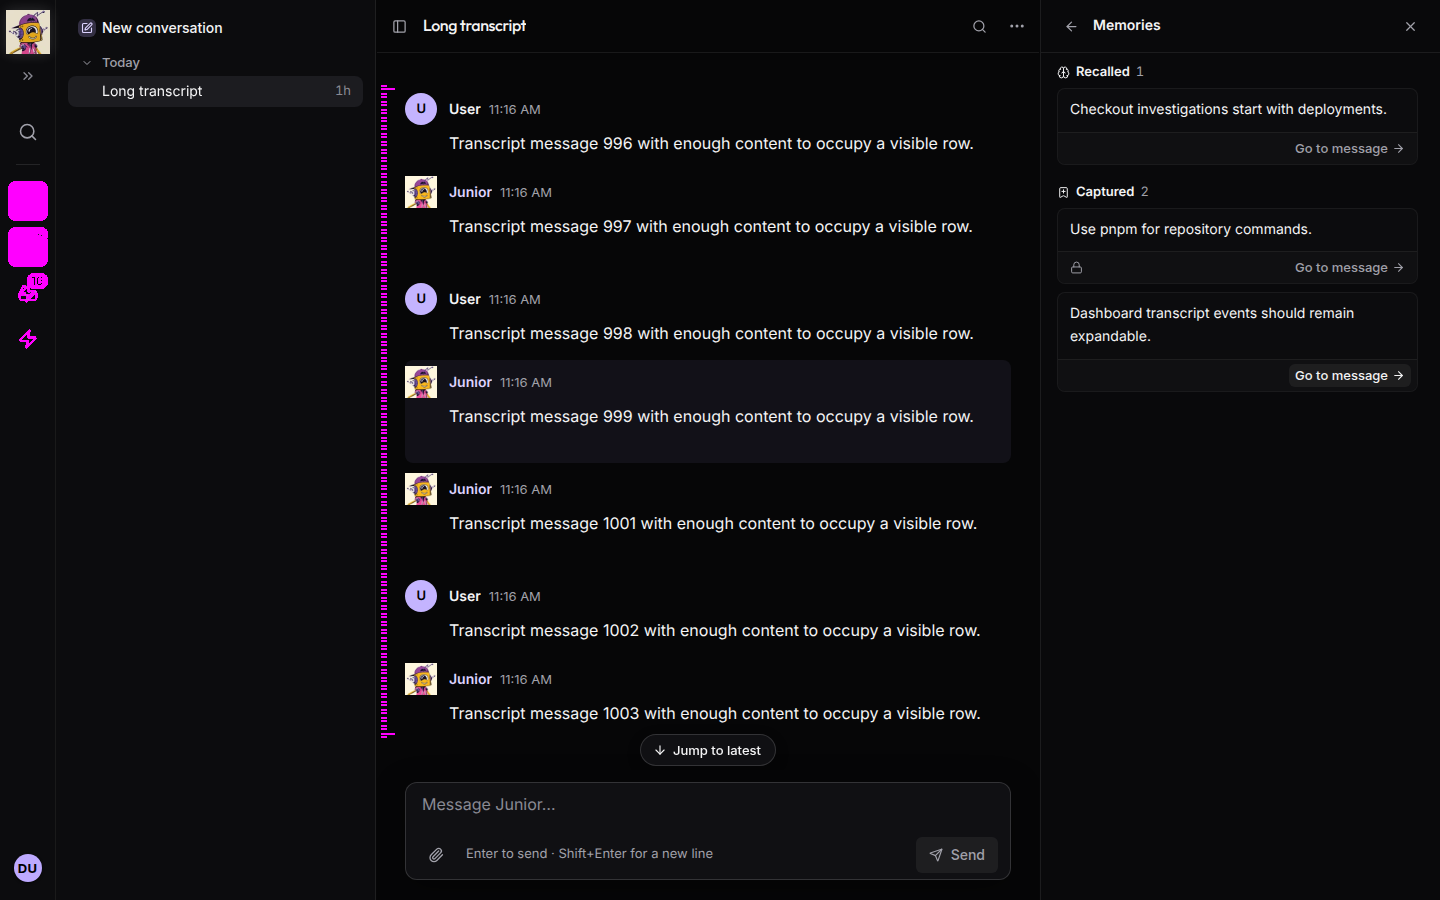 New conversation
Today
Long transcript
1h
DU
Long transcript
U
User
11:16 AM
Transcript message 996 with enough content to occupy a visible row.
Junior
11:16 AM
Transcript message 997 with enough content to occupy a visible row.
U
User
11:16 AM
Transcript message 998 with enough content to occupy a visible row.
Junior
11:16 AM
Transcript message 999 with enough content to occupy a visible row.
Junior
11:16 AM
Transcript message 1001 with enough content to occupy a visible row.
U
User
11:16 AM
Transcript message 1002 with enough content to occupy a visible row.
Junior
11:16 AM
Transcript message 1003 with enough content to occupy a visible row.
Jump to latest
Message Junior...
Enter to send · Shift+Enter for a new line
Send
Memories
Recalled 1
Checkout investigations start with deployments.
Go to message
Captured 2
Use pnpm for repository commands.
Go to message
Dashboard transcript events should remain
expandable.
Go to message